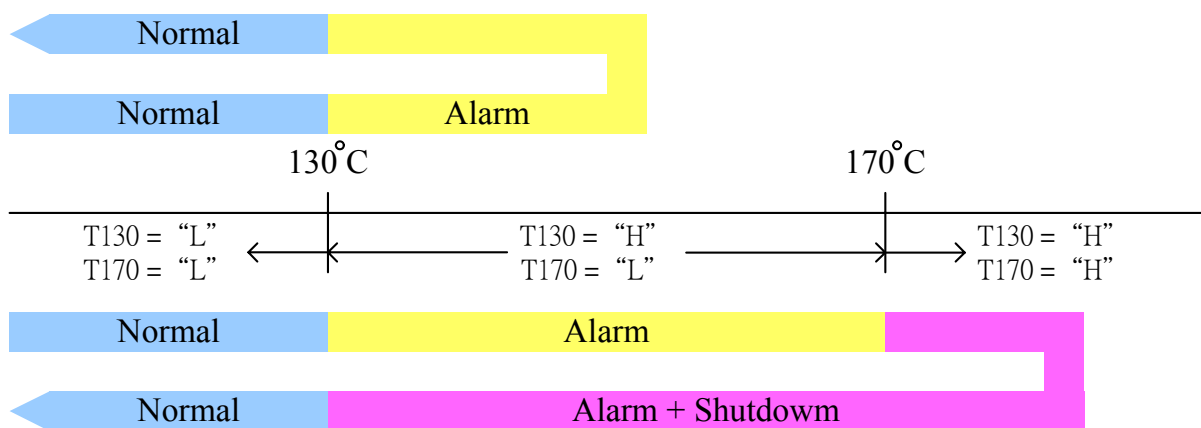 Normal
Normal Alarm
130°C 170°C
T130 = “L” T130 = “H” T130 = “H”
T170 = “L” T170 = “L” T170 = “H”
Normal Alarm
Normal Alarm + Shutdowm